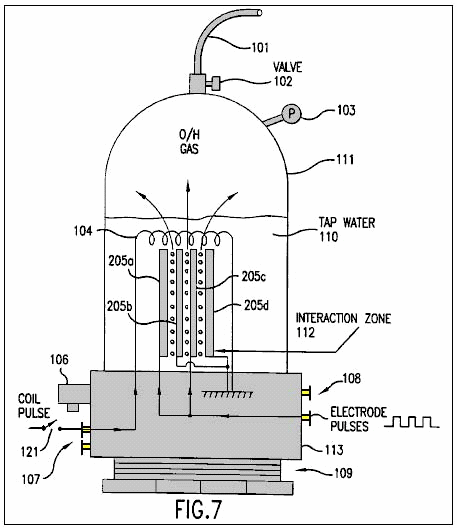 101
VALVE
102
P
103
O/H
GAS
111
104
TAP WATER
110
205a
205c
205b
205d
INTERACTION ZONE
112
106
COIL
PULSE
108
ELECTRODE
PULSES
121
107
113
109
FIG.7